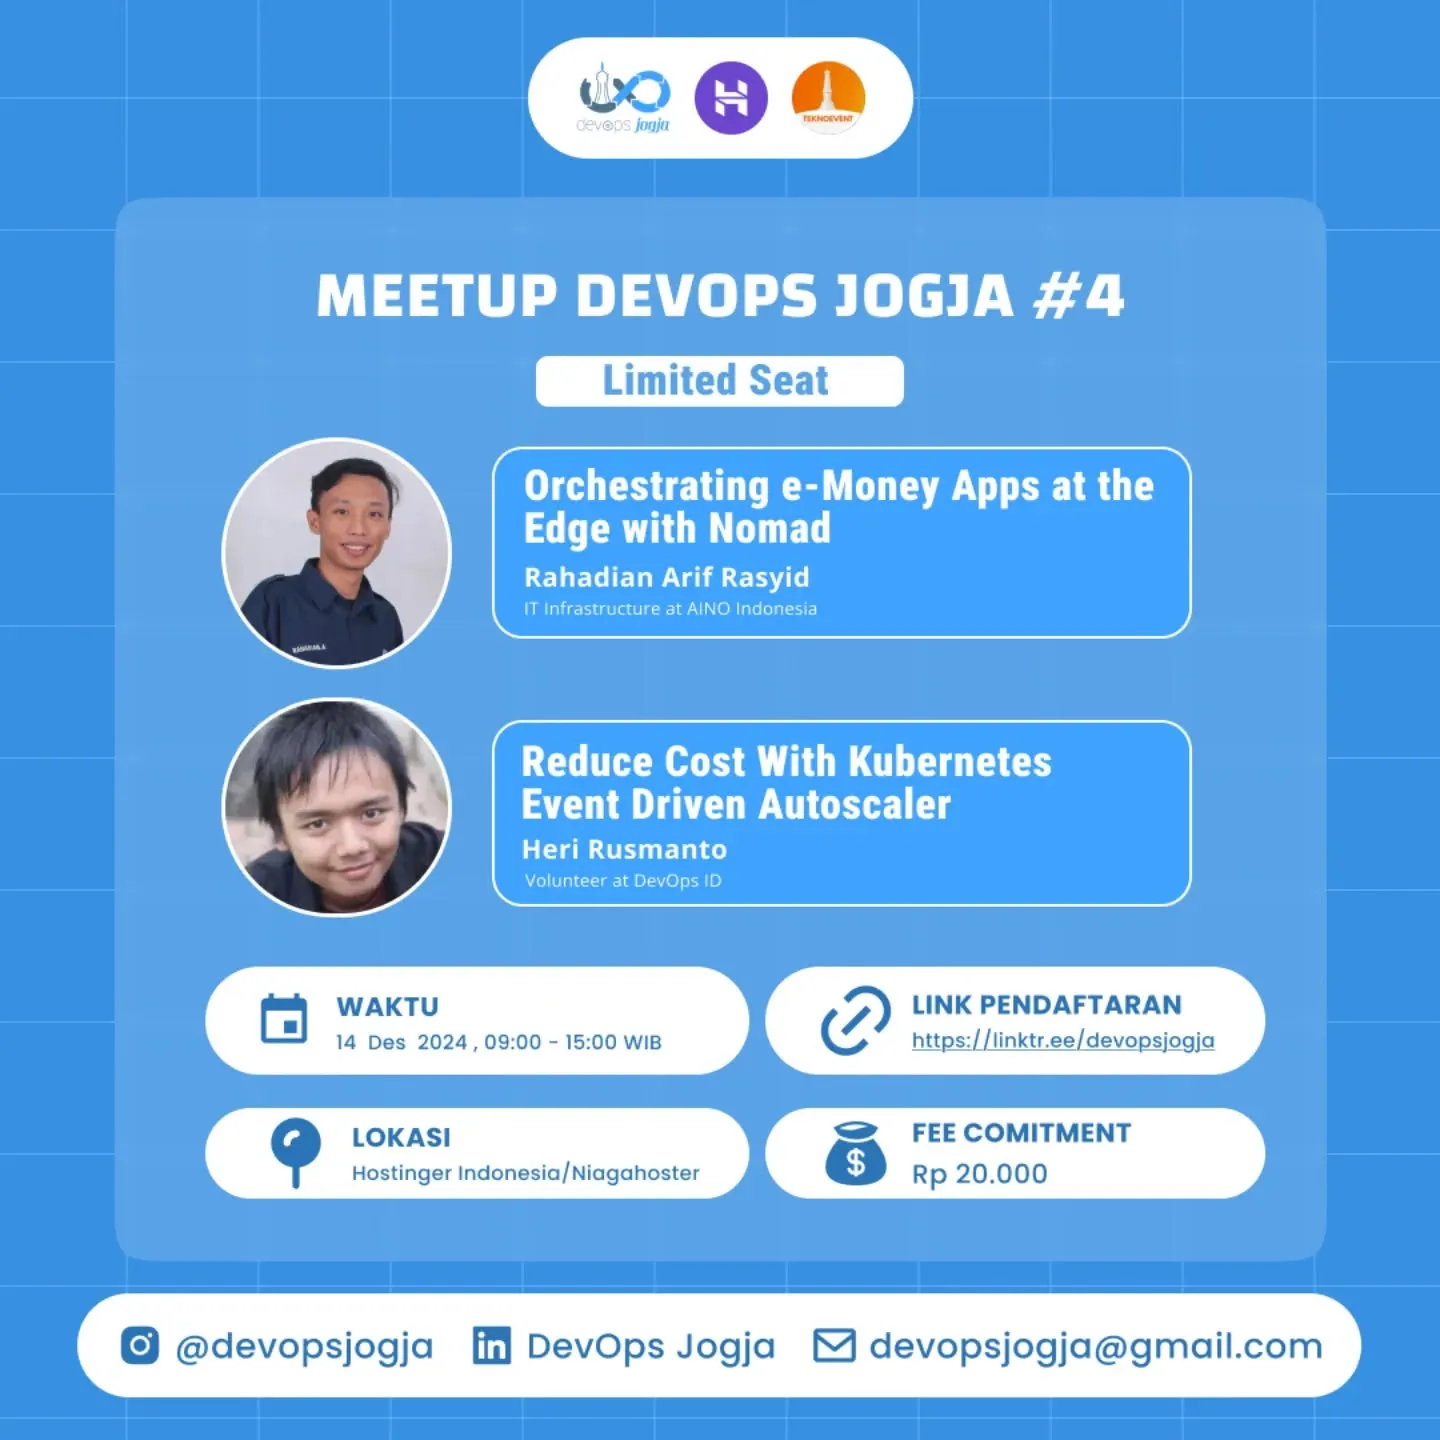 devops jogja
TEKNOEVENT
MEETUP DEVOPS JOGJA #4
Limited Seat
Orchestrating e-Money Apps at the
Edge with Nomad
Rahadian Arif Rasyid
IT Infrastructure at AINO Indonesia
RAHADIAN.A
Reduce Cost With Kubernetes
Event Driven Autoscaler
Heri Rusmanto
Volunteer at DevOps ID
WAKTU
14 Des 2024 , 09:00 - 15:00 WIB
LINK PENDAFTARAN
https://linktr.ee/devopsjogja
LOKASI
Hostinger Indonesia/Niagahoster
FEE COMITMENT
Rp 20.000
@devopsjogja
DevOps Jogja
devopsjogja@gmail.com